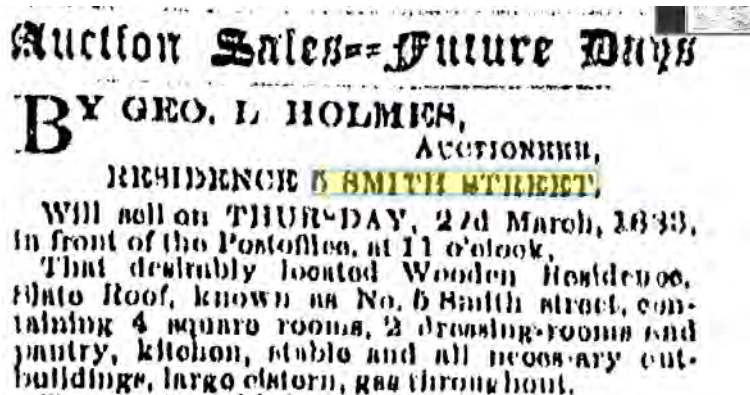 Auction Sales==Future Days
BY GEO. L HOLMES,
AUCTIONEER,
RESIDENCE 5 SMITH STREET,
Will sell on THURSDAY, 22d March, 1883,
in front of the Postoffice, at 11 o'clock,
That desirably located Wooden Residence,
Slate Roof, known as No. 5 Smith street, con-
taining 4 square rooms, 2 dressing-rooms and
pantry, kitchen, stable and all necessary out-
buildings, large cistern, gas throughout.